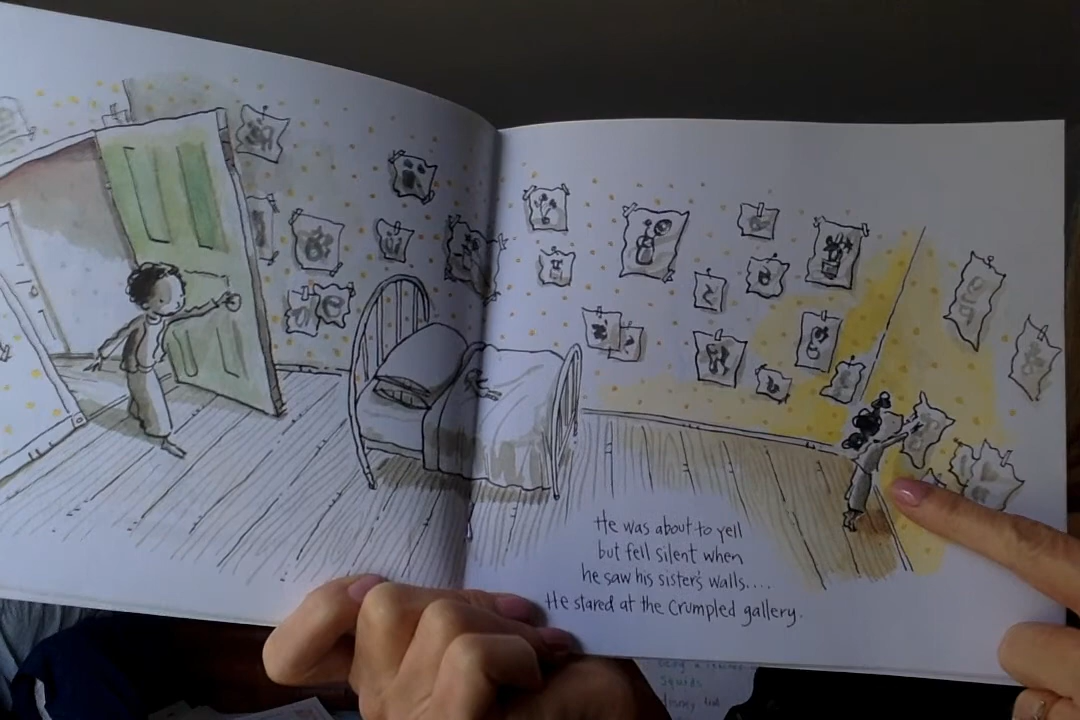 He was about to yell
but fell silent when
he saw his sister's walls....
He stared at the crumpled gallery.
squids